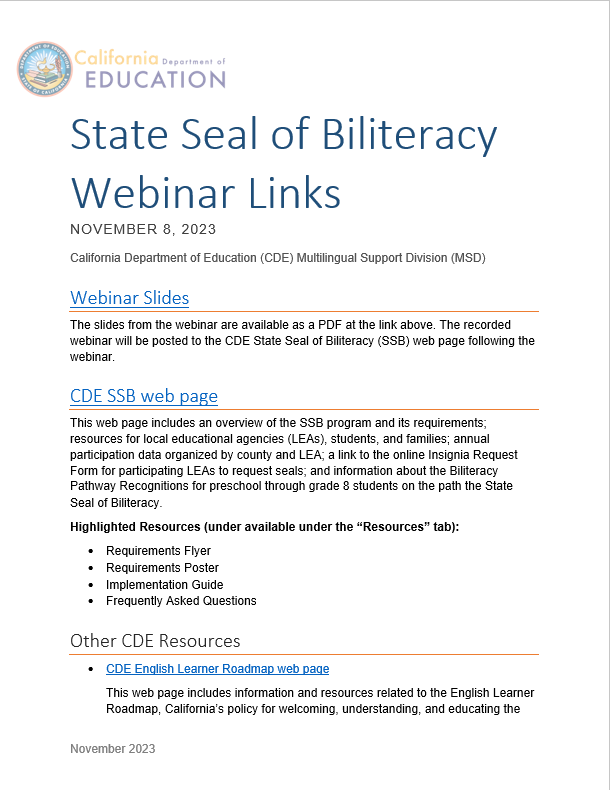 California Department of
EDUCATION
State Seal of Biliteracy
Webinar Links
NOVEMBER 8, 2023
California Department of Education (CDE) Multilingual Support Division (MSD)
Webinar Slides
The slides from the webinar are available as a PDF at the link above. The recorded
webinar will be posted to the CDE State Seal of Biliteracy (SSB) web page following the
webinar.
CDE SSB web page
This web page includes an overview of the SSB program and its requirements;
resources for local educational agencies (LEAs), students, and families; annual
participation data organized by county and LEA; a link to the online Insignia Request
Form for participating LEAs to request seals; and information about the Biliteracy
Pathway Recognitions for preschool through grade 8 students on the path the State
Seal of Biliteracy.
Highlighted Resources (under available under the “Resources” tab):
• Requirements Flyer
• Requirements Poster
• Implementation Guide
• Frequently Asked Questions
Other CDE Resources
• CDE English Learner Roadmap web page
This web page includes information and resources related to the English Learner
Roadmap, California’s policy for welcoming, understanding, and educating the
November 2023